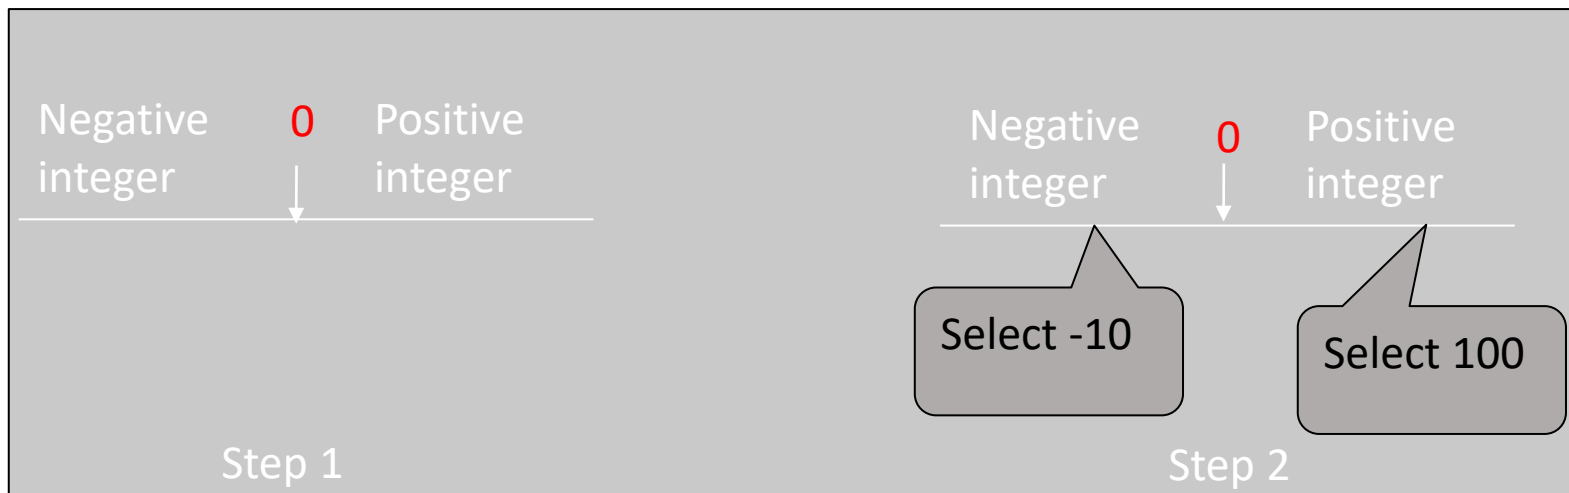 Negative
integer
0
Positive
integer
Step 1
Negative
integer
0
Positive
integer
Select -10
Select 100
Step 2